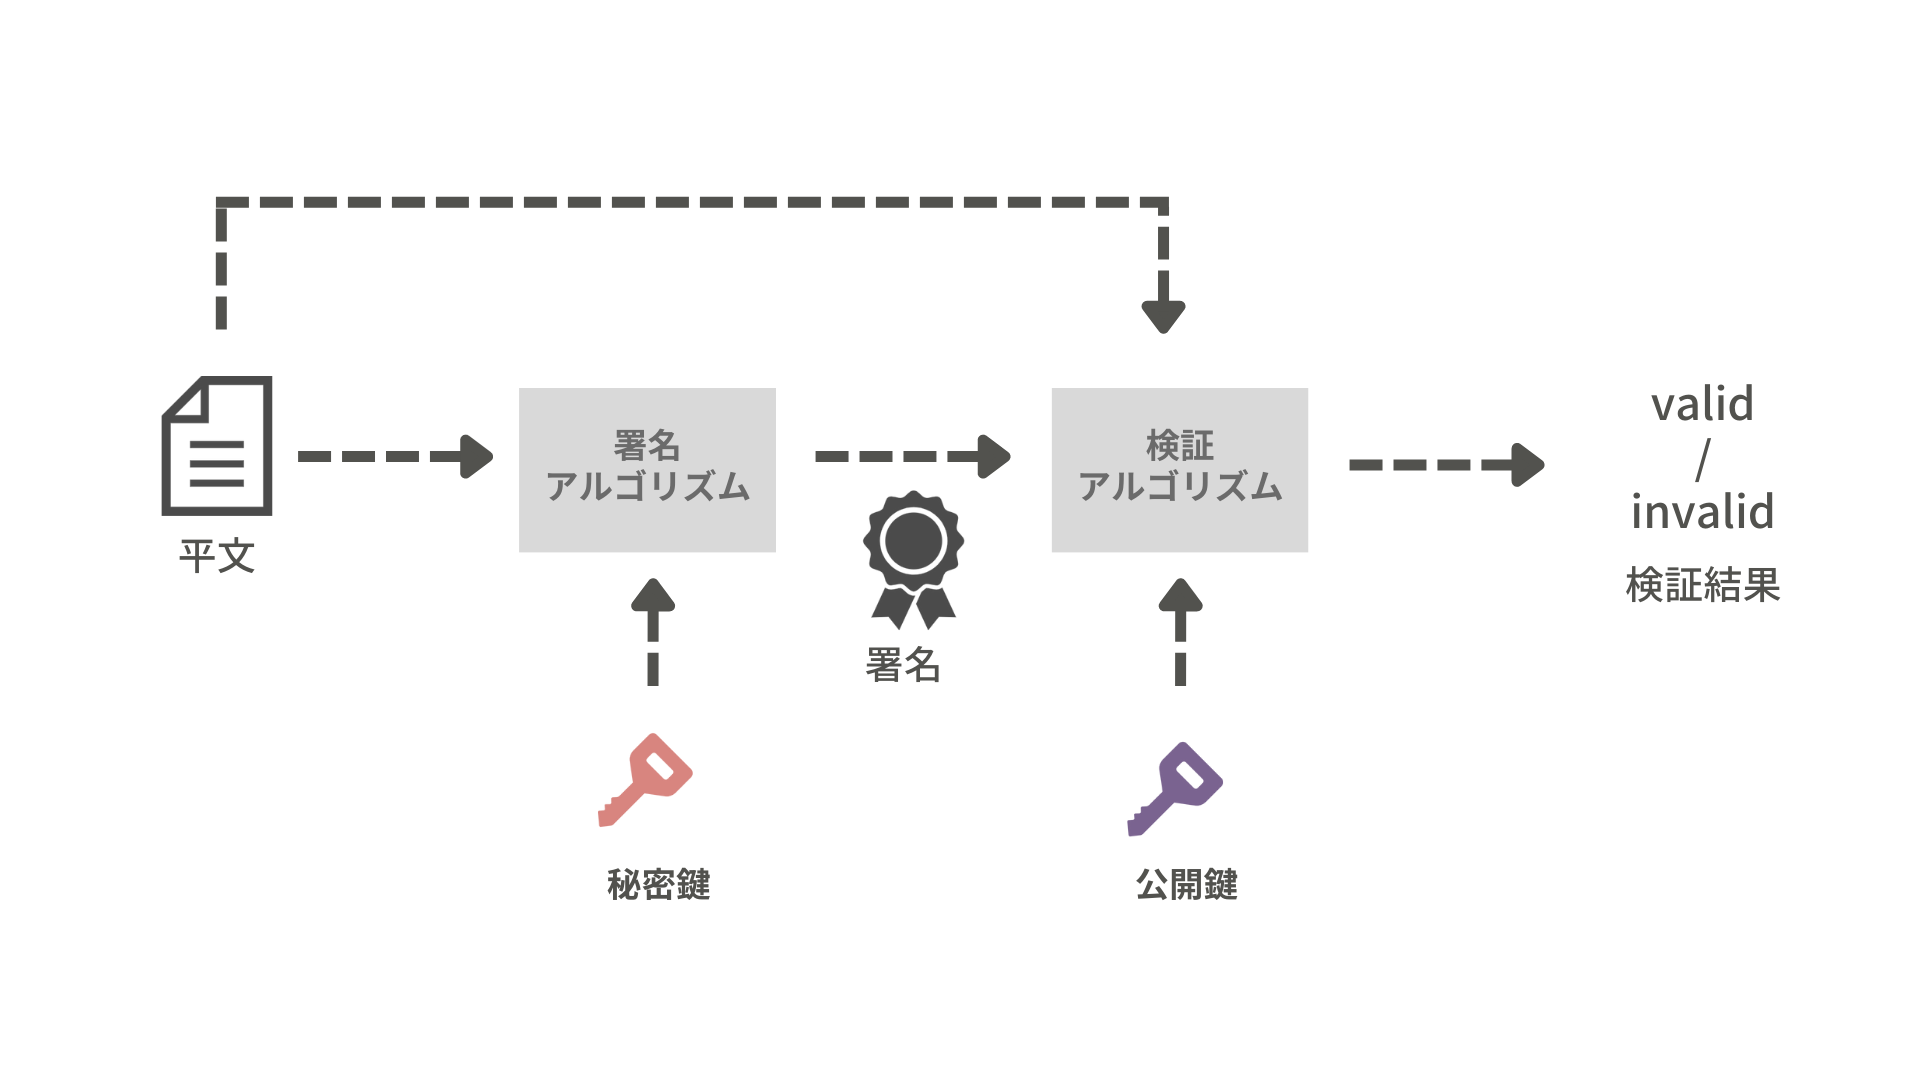 平文
署名
アルゴリズム
秘密鍵
署名
検証
アルゴリズム
公開鍵
valid
/
invalid
検証結果